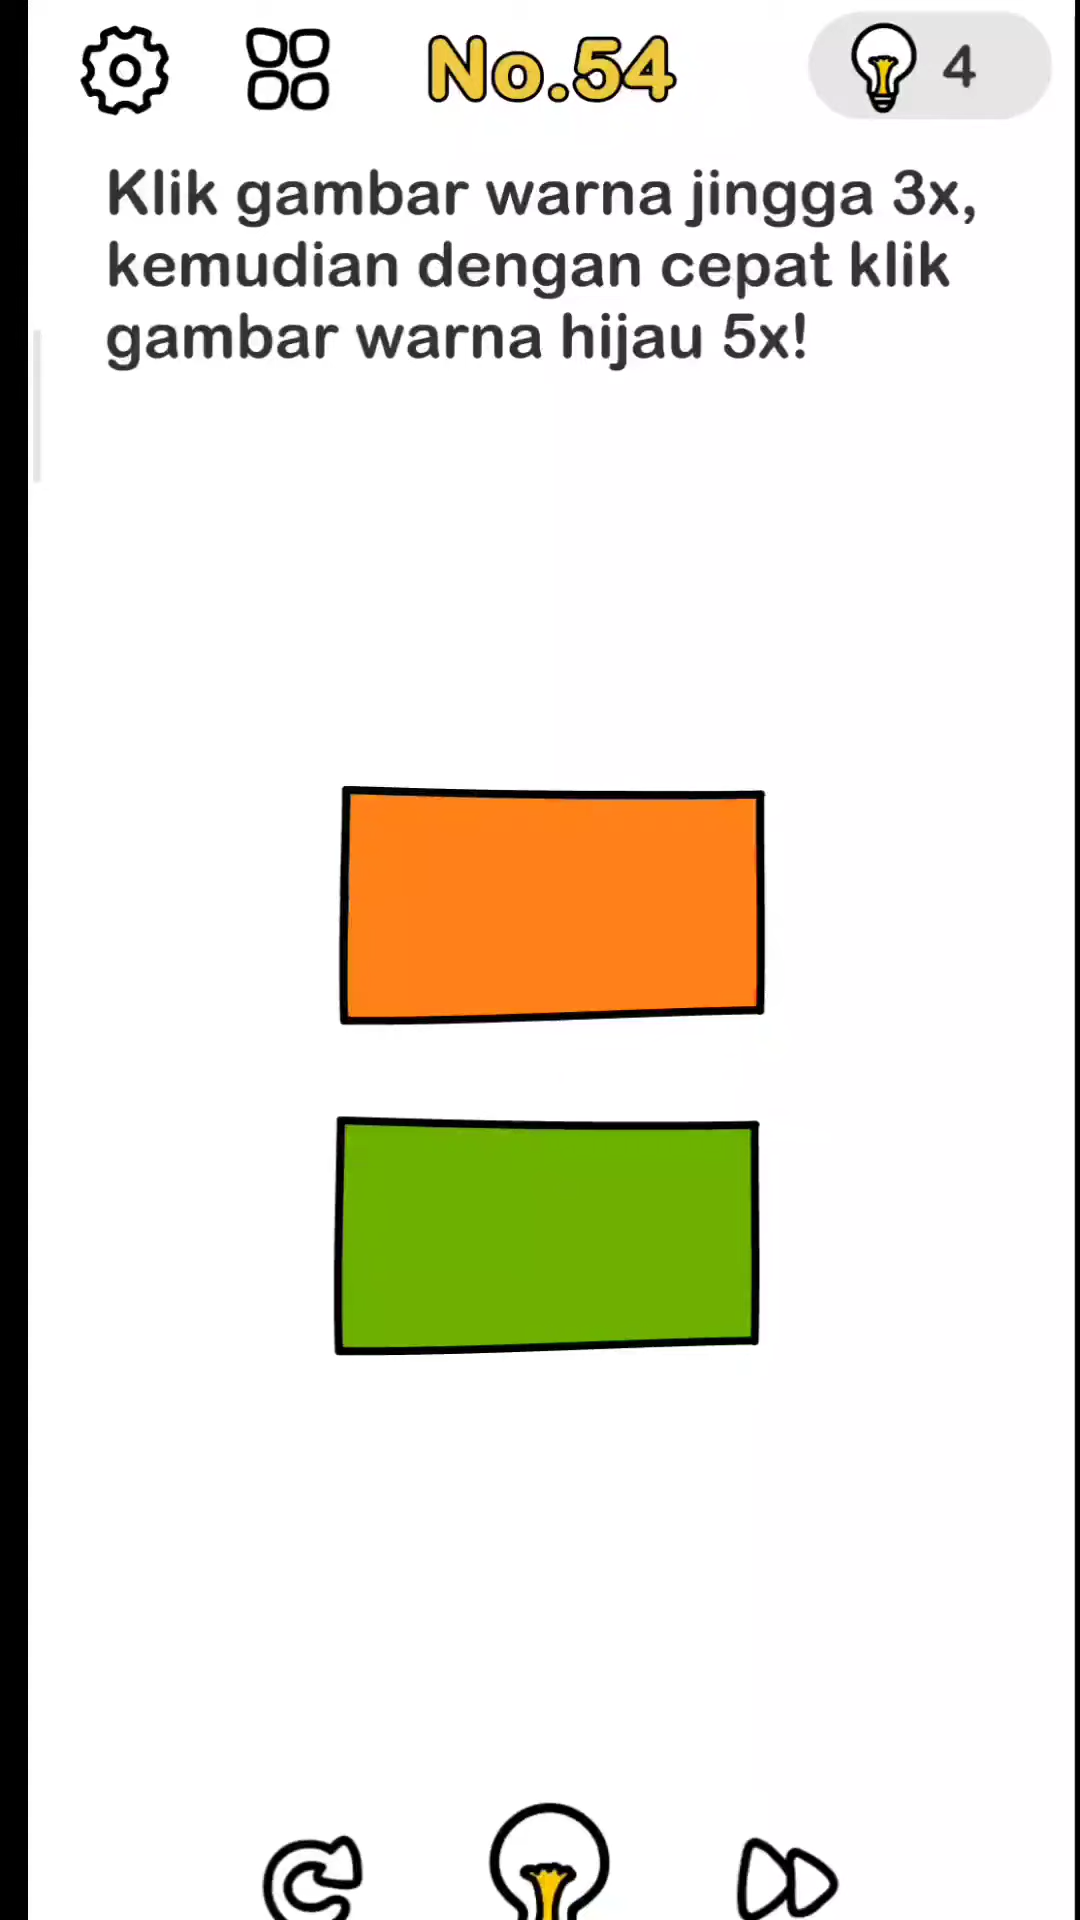 No.54
4
Klik gambar warna jingga 3x,
kemudian dengan cepat klik
gambar warna hijau 5x!